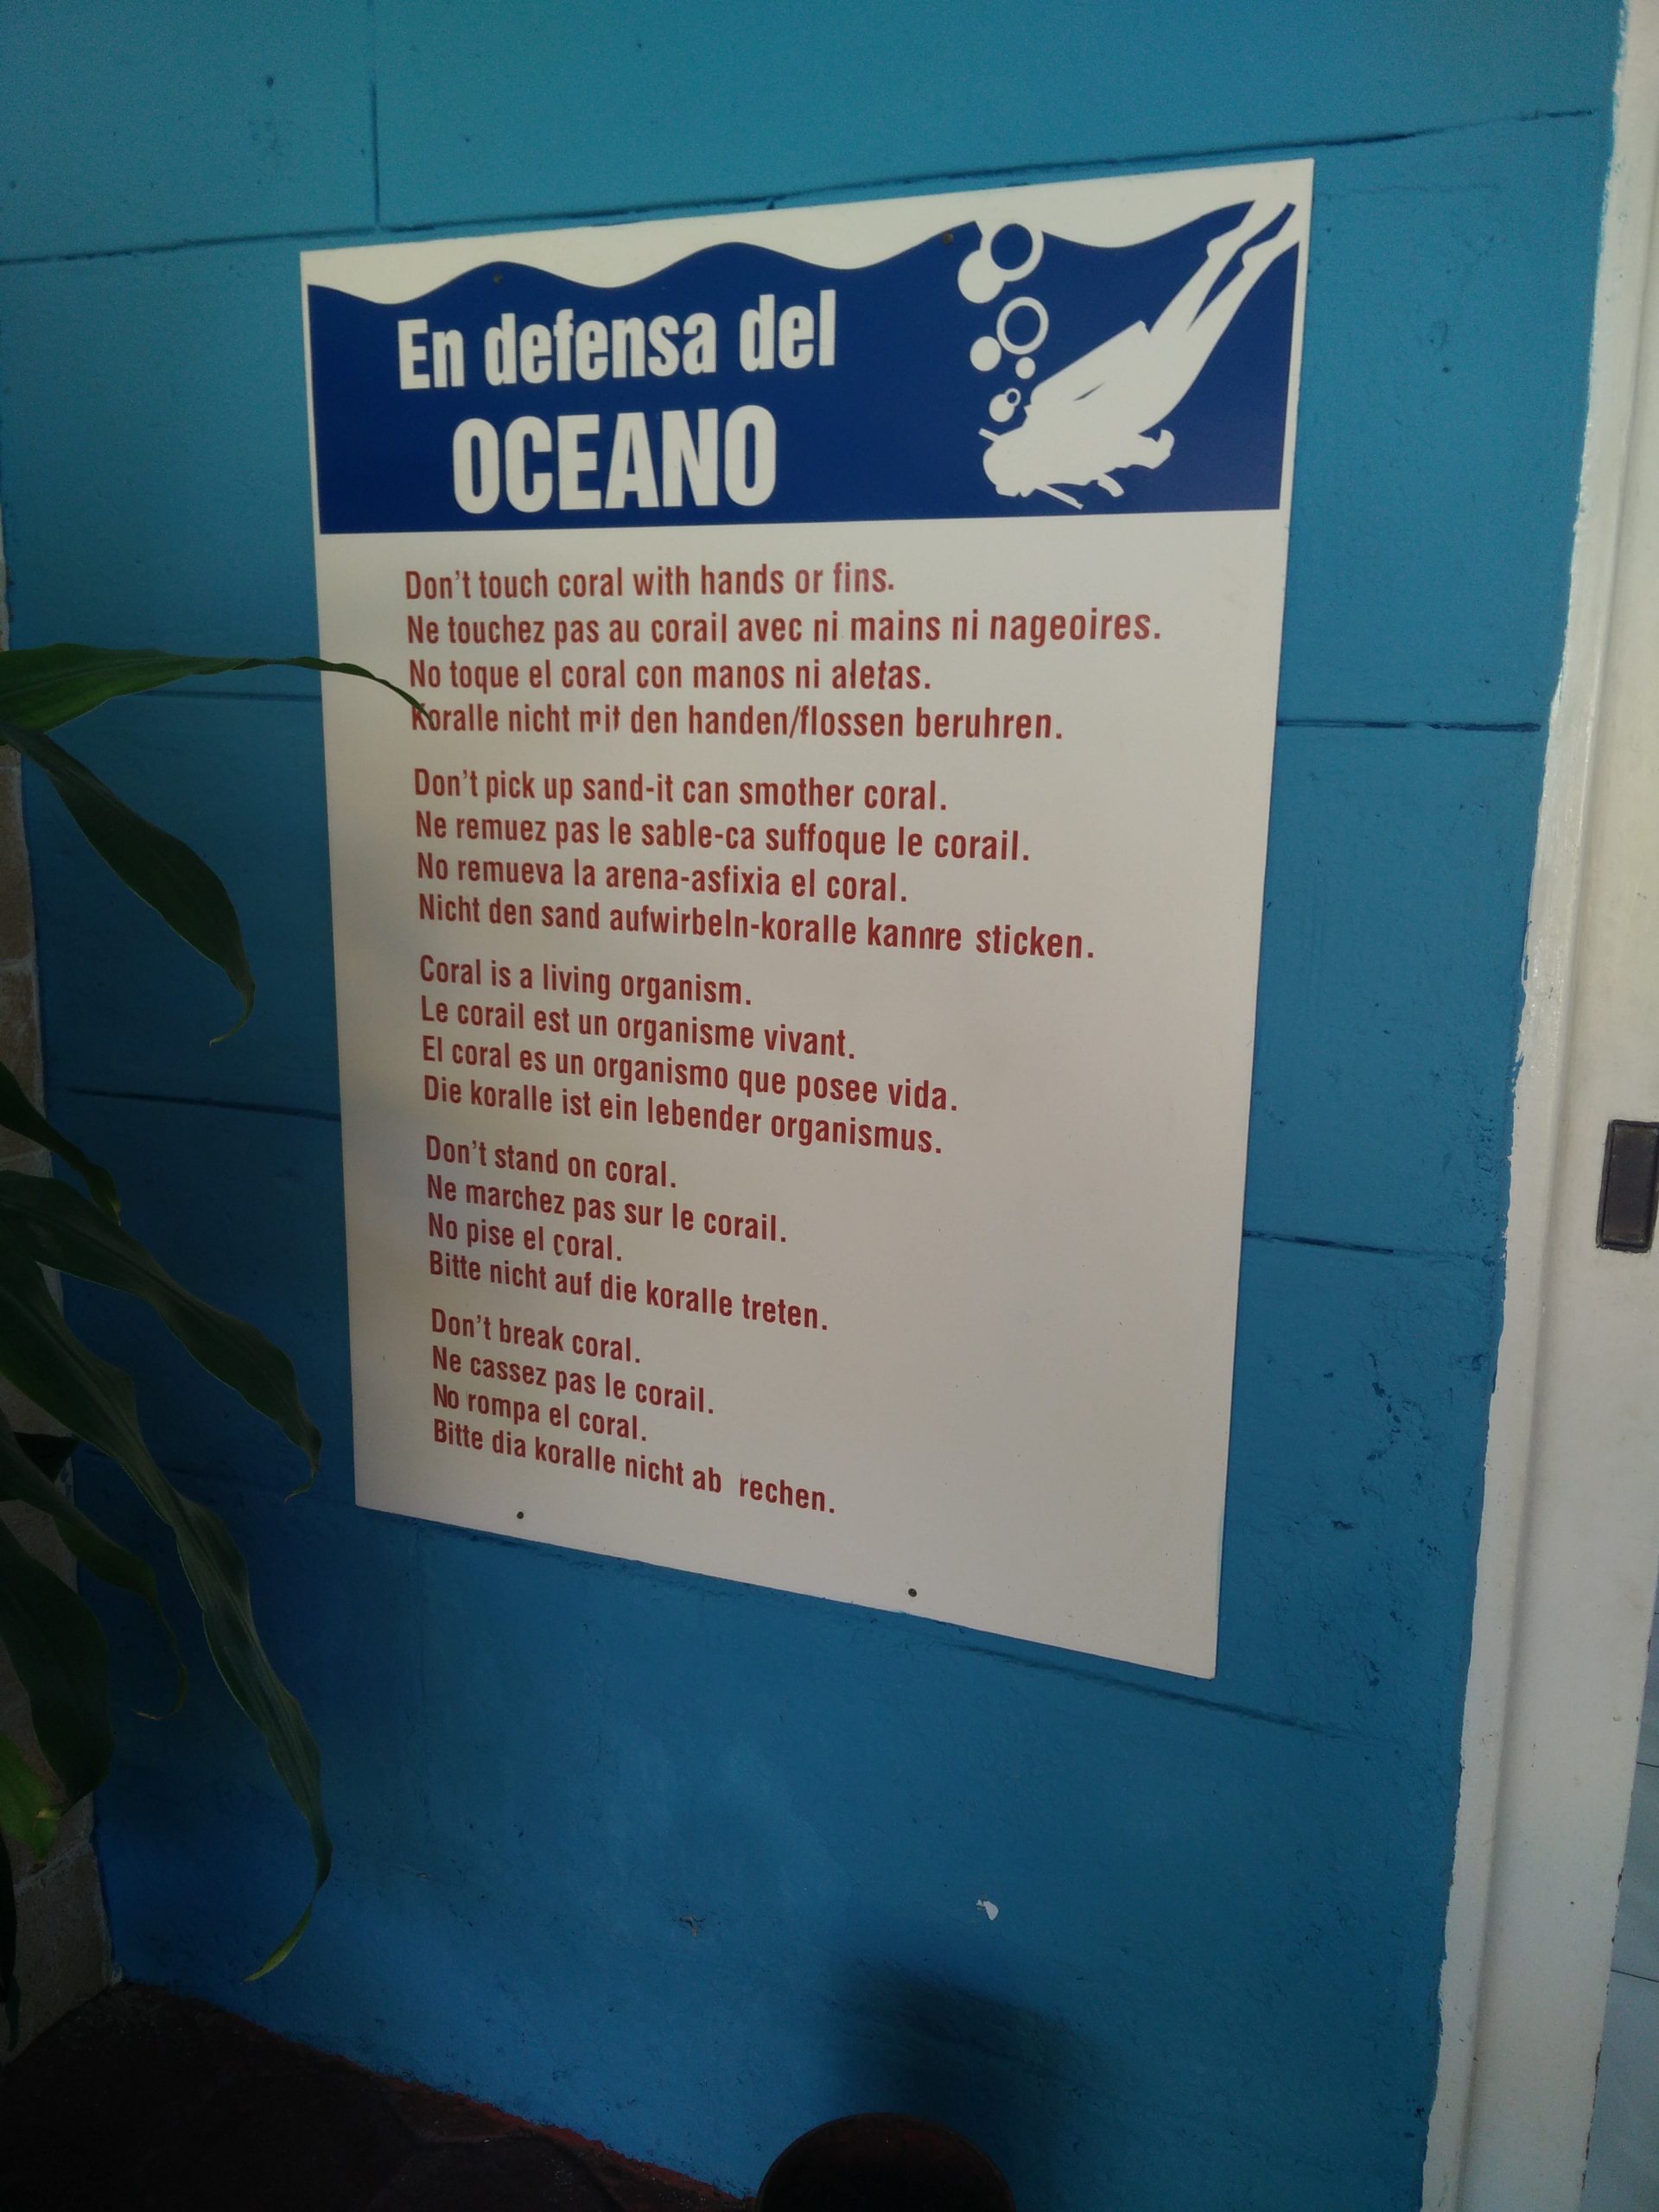 En defensa del
OCEANO
Don't touch coral with hands or fins.
Ne touchez pas au corail avec ni mains ni nageoires.
No toque el coral con manos ni aletas.
Koralle nicht mit den handen/flossen beruhren.
Don't pick up sand-it can smother coral.
Ne remuez pas le sable-ca suffoque le corail.
No remueva la arena-asfixia el coral.
Nicht den sand aufwirbeln-koralle kannre sticken.
Coral is a living organism.
Le corail est un organisme vivant.
El coral es un organismo que posee vida.
Die koralle ist ein lebender organismus.
Don't stand on coral.
Ne marchez pas sur le corail.
No pise el coral.
Bitte nicht auf die koralle treten.
Don't break coral.
Ne cassez pas le corail.
No rompa el coral.
Bitte dia koralle nicht ab rechen.